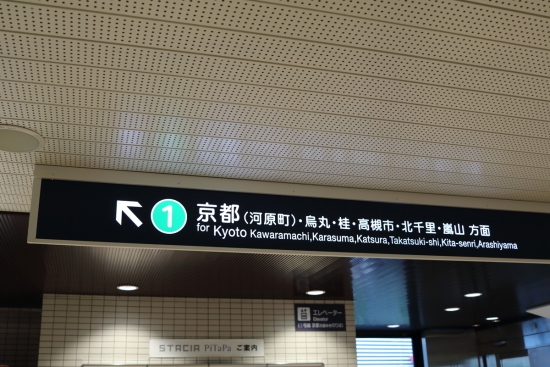 1 京都(河原町)・烏丸・桂・高槻市・北千里・嵐山 方面
for Kyoto Kawaramachi,Karasuma,Katsura,Takatsuki-shi,Kita-senri,Arashiyama
エレベーター
Elevator
STACIA PiTaPa ご案内